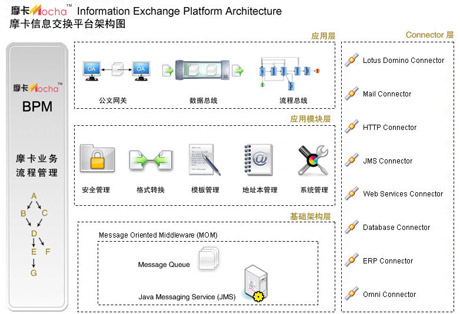 摩卡mocha™ Information Exchange Platform Architecture
摩卡信息交换平台架构图
摩卡mocha™
BPM
摩卡业务
流程管理
A
B C
D
E F
G
应用层
OA OA
公文网关
数据总线
流程总线
应用模块层
安全管理
格式转换
模板管理
地址本管理
系统管理
基础架构层
Message Oriented Middleware (MOM)
Message Queue
Java Messaging Service (JMS)
Connector 层
Lotus Domino Connector
Mail Connector
HTTP Connector
JMS Connector
Web Services Connector
Database Connector
ERP Connector
Omni Connector